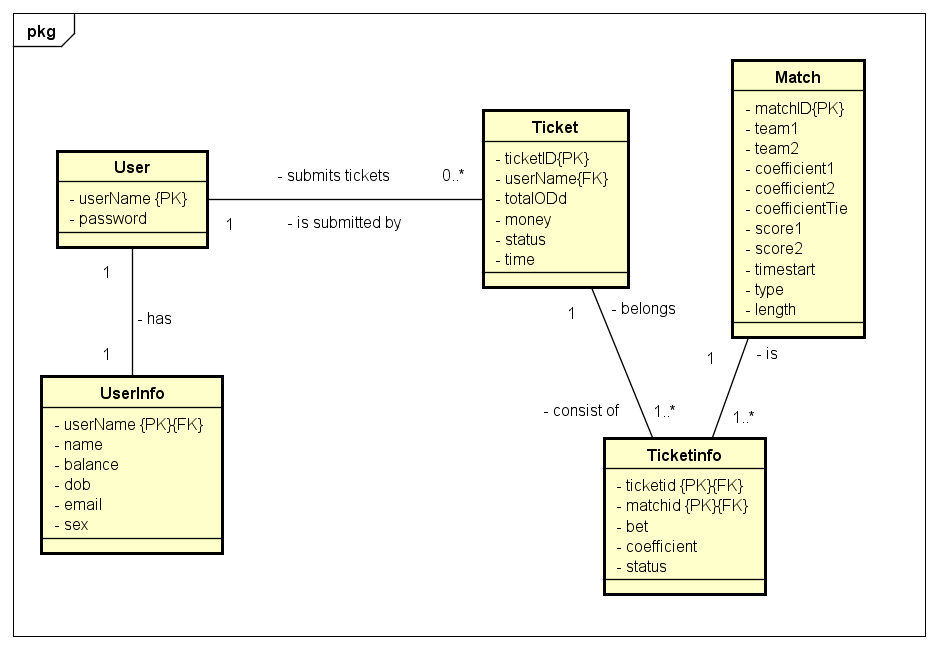 pkg
User
- userName {PK}
- password
1
- submits tickets
0..*
- is submitted by
1
- has
1
UserInfo
- userName {PK}{FK}
- name
- balance
- dob
- email
- sex
Ticket
- ticketID{PK}
- userName{FK}
- totalODd
- money
- status
- time
1
- belongs
- consist of
1..*
Match
- matchID{PK}
- team1
- team2
- coefficient1
- coefficient2
- coefficientTie
- score1
- score2
- timestart
- type
- length
1
- is
1..*
Ticketinfo
- ticketid {PK}{FK}
- matchid {PK}{FK}
- bet
- coefficient
- status